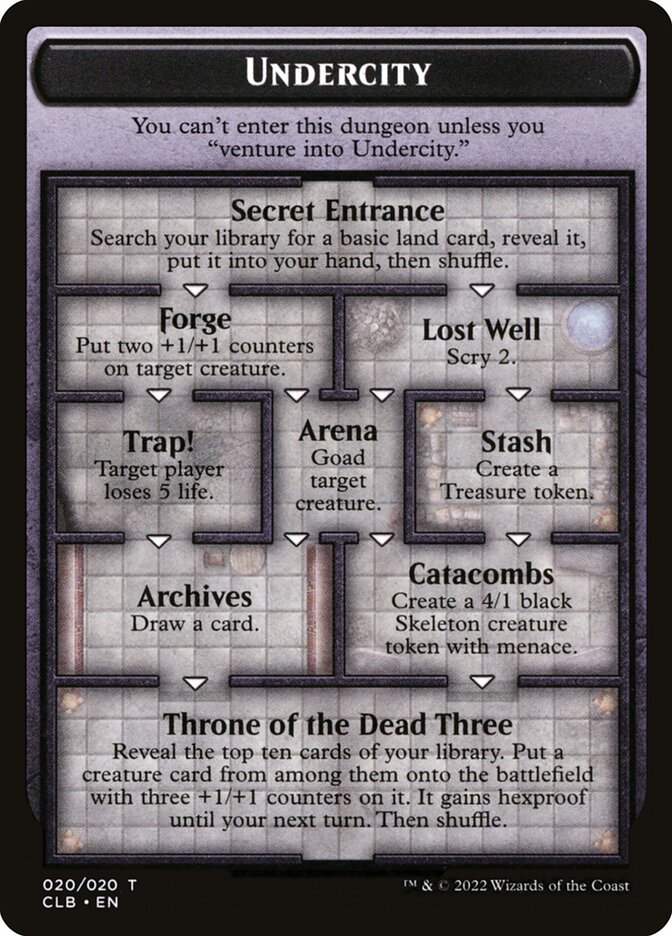 UNDERCITY
You can't enter this dungeon unless you
"venture into Undercity."
Secret Entrance
Search your library for a basic land card, reveal it,
put it into your hand, then shuffle.
Forge
Put two +1/+1 counters
on target creature.
Lost Well
Scry 2.
Trap!
Target player
loses 5 life.
Arena
Goad
target
creature.
Stash
Create a
Treasure token.
Archives
Draw a card.
Catacombs
Create a 4/1 black
Skeleton creature
token with menace.
Throne of the Dead Three
Reveal the top ten cards of your library. Put a
creature card from among them onto the battlefield
with three +1/+1 counters on it. It gains hexproof
until your next turn. Then shuffle.
020/020 T
CLB • EN
™ & © 2022 Wizards of the Coast